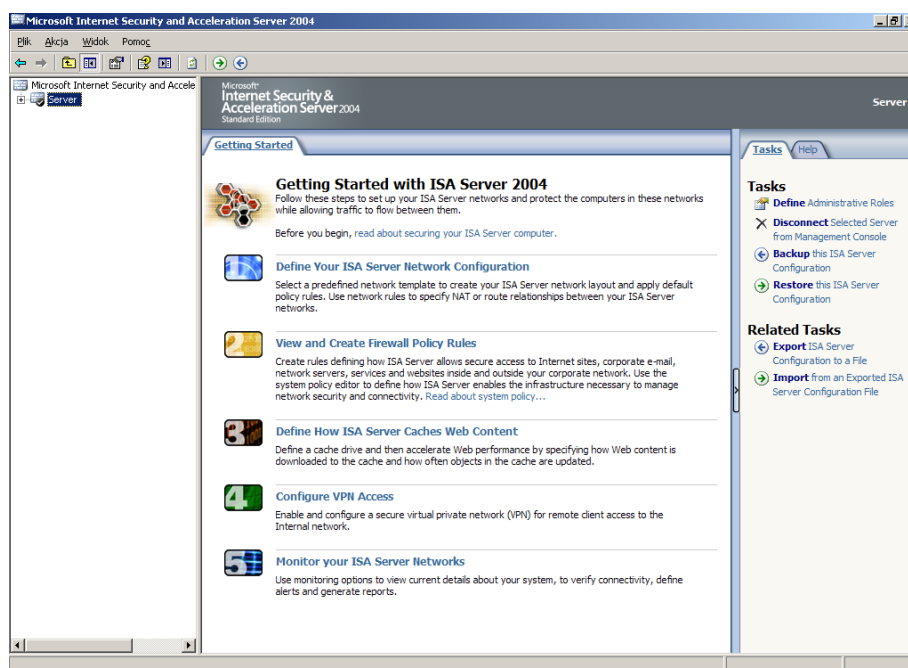 Microsoft Internet Security and Acceleration Server 2004
Plik Akcja Widok Pomoc
Microsoft Internet Security and Accele
Server
Microsoft
Internet Security &
Acceleration Server 2004
Standard Edition
Server
Getting Started
Getting Started with ISA Server 2004
Follow these steps to set up your ISA Server networks and protect the computers in these networks
while allowing traffic to flow between them.
Before you begin, read about securing your ISA Server computer.
1
Define Your ISA Server Network Configuration
Select a predefined network template to create your ISA Server network layout and apply default
policy rules. Use network rules to specify NAT or route relationships between your ISA Server
networks.
2
View and Create Firewall Policy Rules
Create rules defining how ISA Server allows secure access to Internet sites, corporate e-mail,
network servers, services and websites inside and outside your corporate network. Use the
system policy editor to define how ISA Server enables the infrastructure necessary to manage
network security and connectivity. Read about system policy...
3
Define How ISA Server Caches Web Content
Define a cache drive and then accelerate Web performance by specifying how Web content is
downloaded to the cache and how often objects in the cache are updated.
4
Configure VPN Access
Enable and configure a secure virtual private network (VPN) for remote client access to the
Internal network.
5
Monitor your ISA Server Networks
Use monitoring options to view current details about your system, to verify connectivity, define
alerts and generate reports.
Tasks Help
Tasks
Define Administrative Roles
Disconnect Selected Server
from Management Console
Backup this ISA Server
Configuration
Restore this ISA Server
Configuration
Related Tasks
Export ISA Server
Configuration to a File
Import from an Exported ISA
Server Configuration File